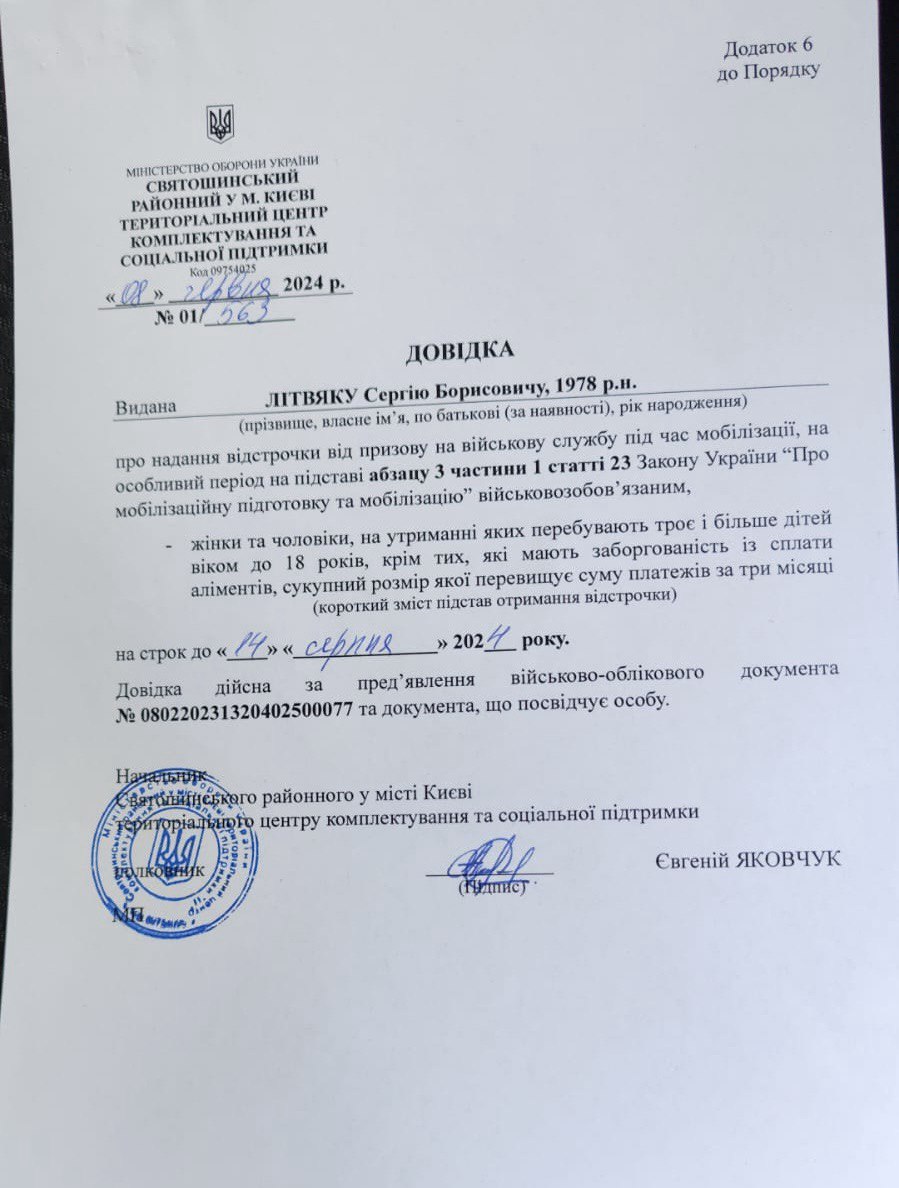 Додаток 6
до Порядку
МІНІСТЕРСТВО ОБОРОНИ УКРАЇНИ
СВЯТОШИНСЬКИЙ
РАЙОННИЙ У М. КИЄВІ
ТЕРИТОРІАЛЬНИЙ ЦЕНТР
КОМПЛЕКТУВАННЯ ТА
СОЦІАЛЬНОЇ ПІДТРИМКИ
Код 09754025
«08» червня 2024 р.
№ 01/563
ДОВІДКА
Видана ЛІТВЯКУ Сергію Борисовичу, 1978 р.н.
(прізвище, власне ім’я, по батькові (за наявності), рік народження)
про надання відстрочки від призову на військову службу під час мобілізації, на
особливий період на підставі абзацу 3 частини 1 статті 23 Закону України “Про
мобілізаційну підготовку та мобілізацію” військовозобов’язаним,
- жінки та чоловіки, на утриманні яких перебувають троє і більше дітей
віком до 18 років, крім тих, які мають заборгованість із сплати
аліментів, сукупний розмір якої перевищує суму платежів за три місяці
(короткий зміст підстав отримання відстрочки)
на строк до «14» «серпня» 2024 року.
Довідка дійсна за пред’явлення військово-облікового документа
№ 080220231320402500077 та документа, що посвідчує особу.
Начальник
Святошинського районного у місті Києві
територіального центру комплектування та соціальної підтримки
полковник
(підпис)
Євгеній ЯКОВЧУК
МП